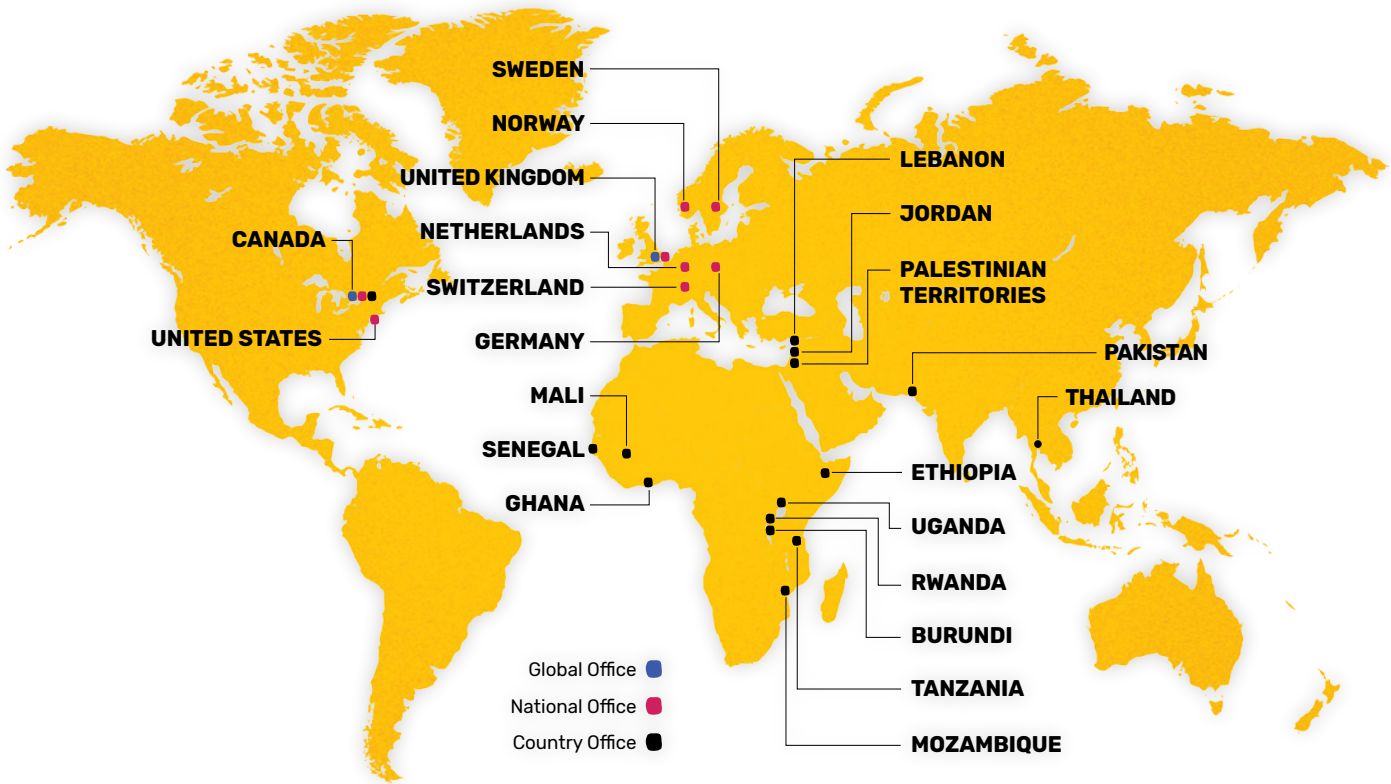 SWEDEN
NORWAY
UNITED KINGDOM
NETHERLANDS
CANADA
SWITZERLAND
UNITED STATES
GERMANY
MALI
SENEGAL
GHANA
LEBANON
JORDAN
PALESTINIAN
TERRITORIES
PAKISTAN
THAILAND
ETHIOPIA
UGANDA
RWANDA
BURUNDI
TANZANIA
MOZAMBIQUE
Global Office
National Office
Country Office